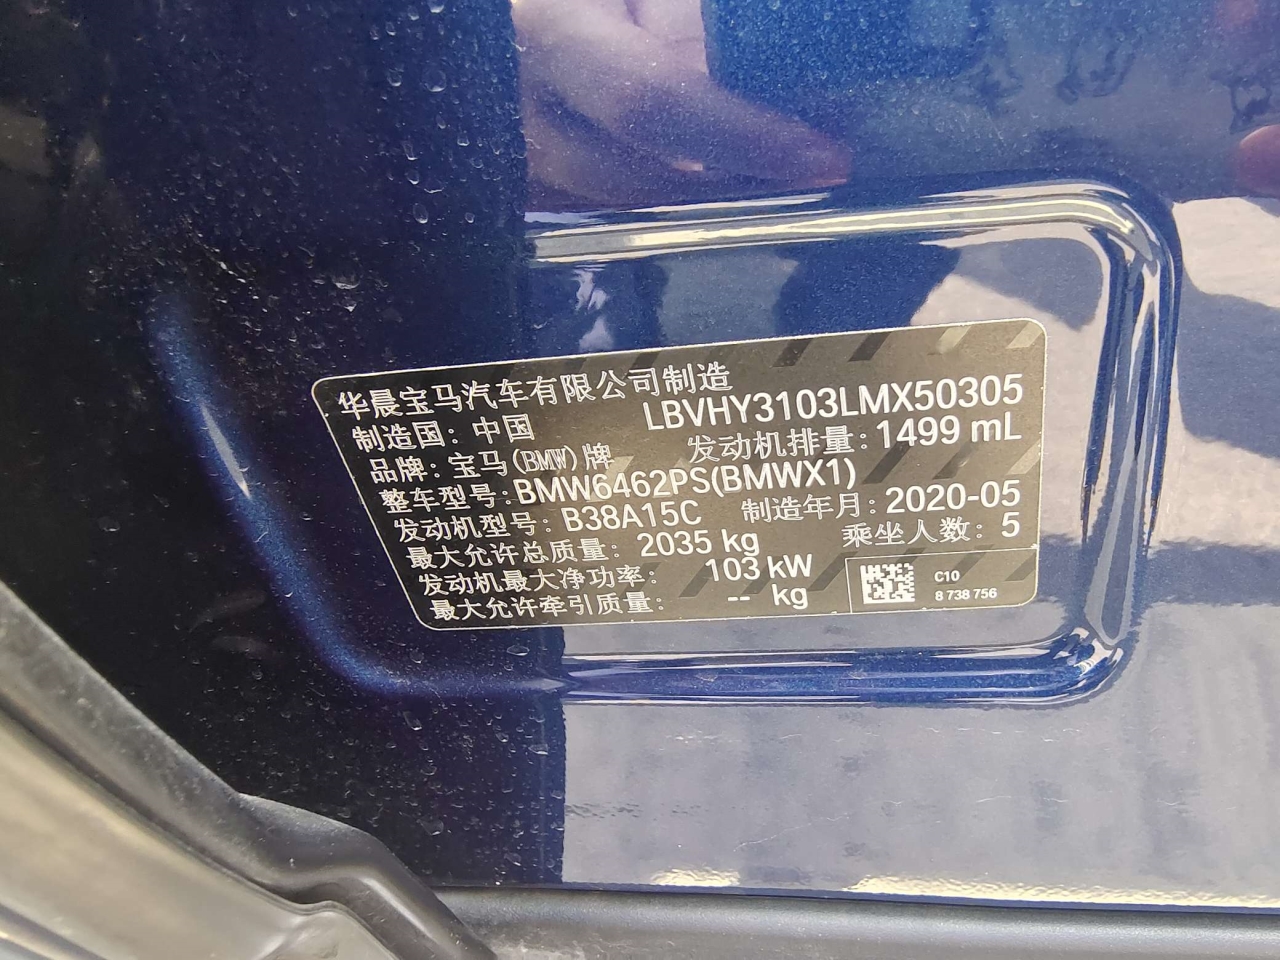 华晨宝马汽车有限公司制造
制造国：中国 LBVHY3103LMX50305
品牌：宝马(BMW)牌 发动机排量：1499 mL
整车型号：BMW6462PS(BMWX1)
发动机型号：B38A15C 制造年月：2020-05
最大允许总质量：2035 kg 乘坐人数：5
发动机最大净功率：103 kW
最大允许牵引质量：-- kg
C10
8 738 756